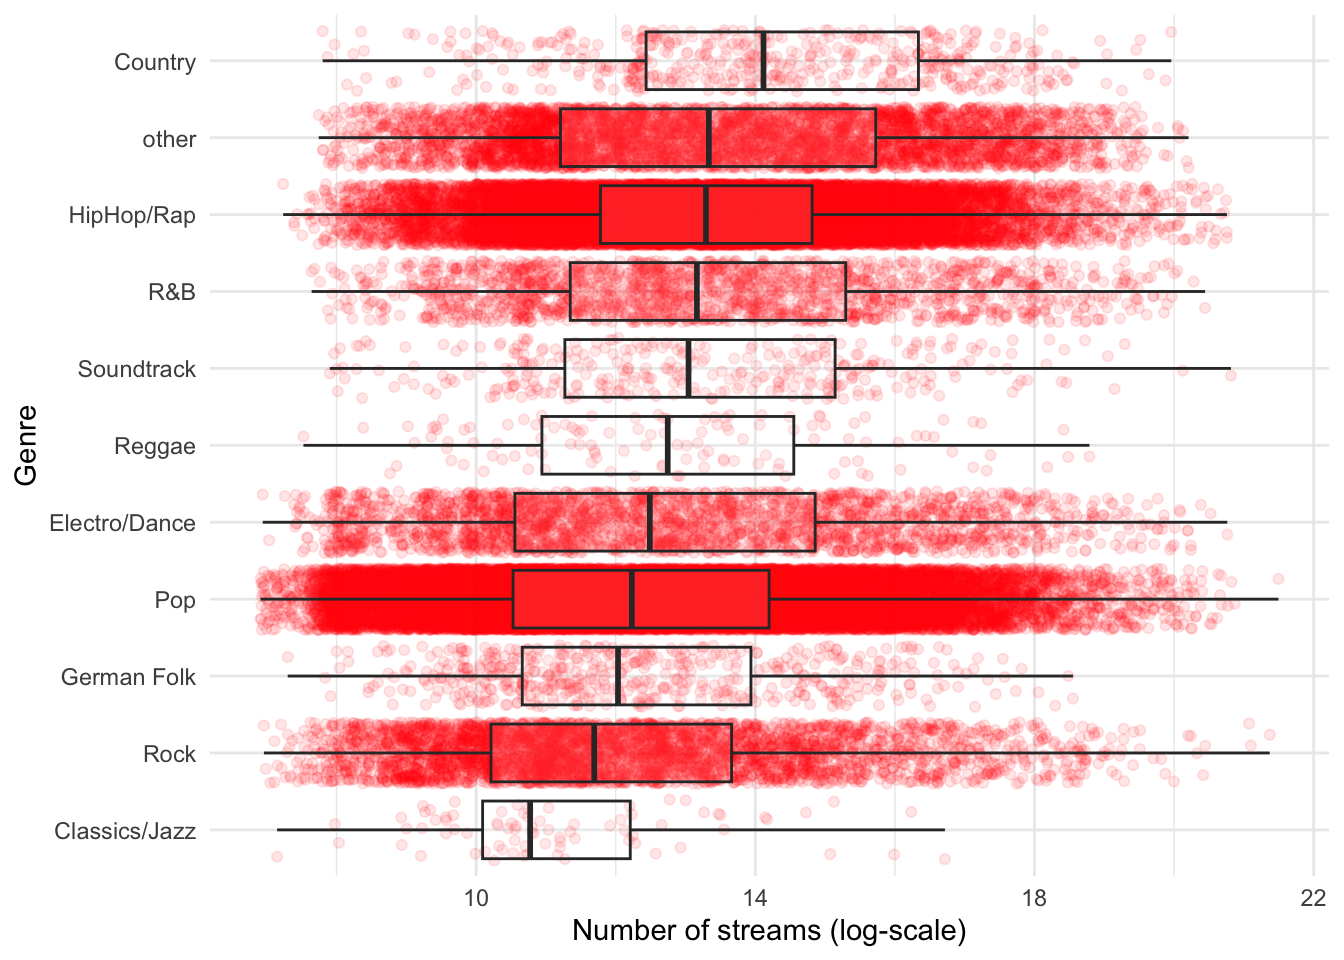 Genre
Country
other
HipHop/Rap
R&B
Soundtrack
Reggae
Electro/Dance
Pop
German Folk
Rock
Classics/Jazz
10 14 18 22
Number of streams (log-scale)